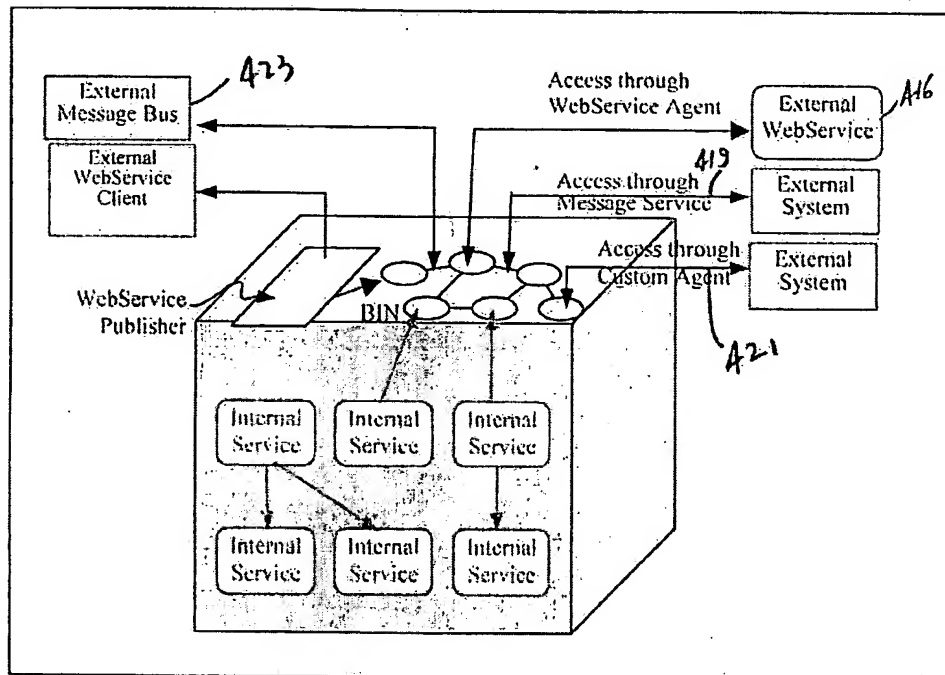 423
External
Message Bus
External
WebService
Client
Access through
WebService Agent
External
WebService
416
419
Access through
Message Service
External
System
Access through
Custom Agent
External
System
421
WebService
Publisher
BIN
Internal
Service
Internal
Service
Internal
Service
Internal
Service
Internal
Service
Internal
Service